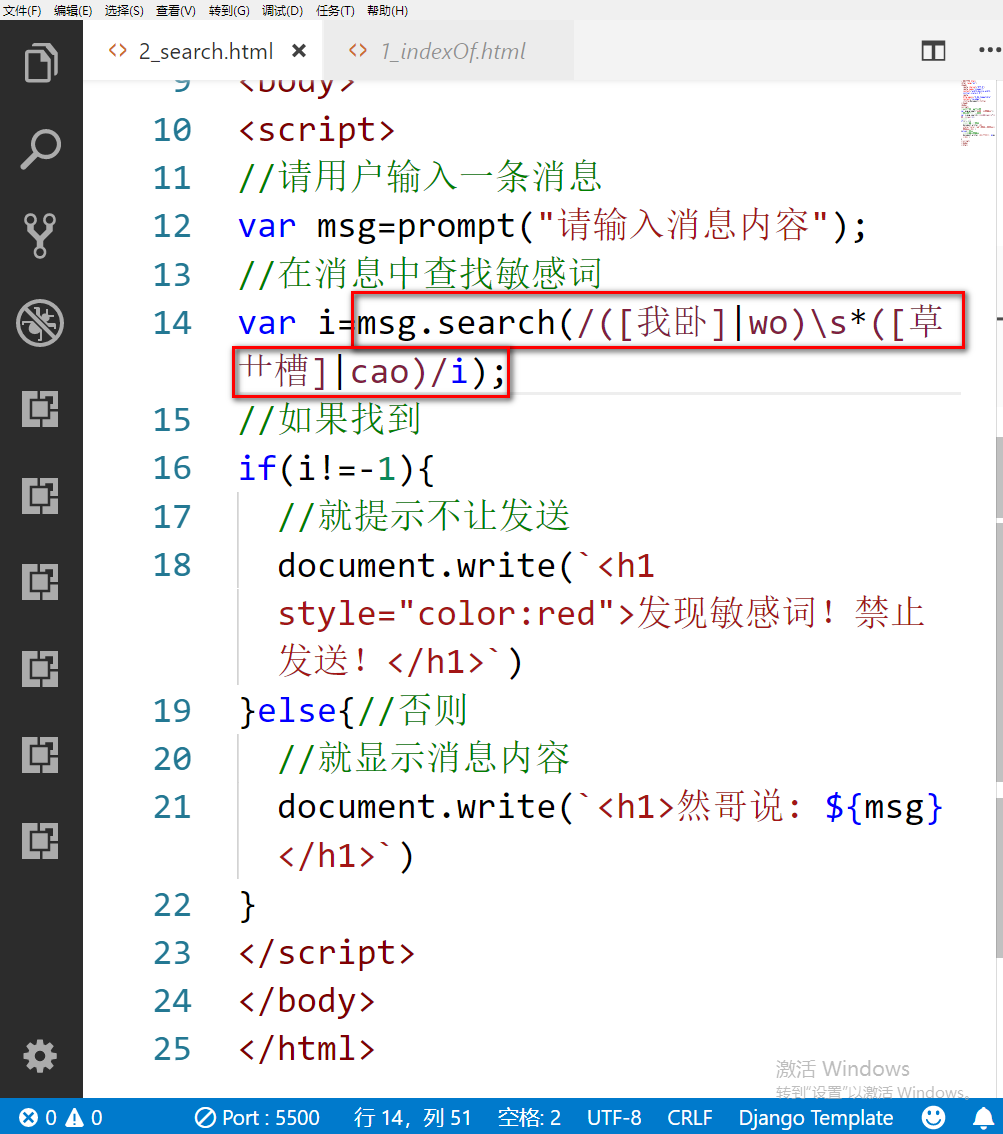 文件(F) 编辑(E) 选择(S) 查看(V) 转到(G) 调试(D) 任务(T) 帮助(H)
<> 2_search.html × <> 1_indexOf.html ...
9 <body>
10 <script>
11 //请用户输入一条消息
12 var msg=prompt("请输入消息内容");
13 //在消息中查找敏感词
14 var i=msg.search(/([我卧]|wo)\s*([草
艹槽]|cao)/i);
15 //如果找到
16 if(i!=-1){
17 //就提示不让发送
18 document.write(`<h1
style="color:red">发现敏感词！禁止
发送！</h1>`)
19 }else{//否则
20 //就显示消息内容
21 document.write(`<h1>然哥说：${msg}
</h1>`)
22 }
23 </script>
24 </body>
25 </html>
激活 Windows
转到"设置"以激活 Windows。
0 0 Port : 5500 行 14，列 51 空格: 2 UTF-8 CRLF Django Template